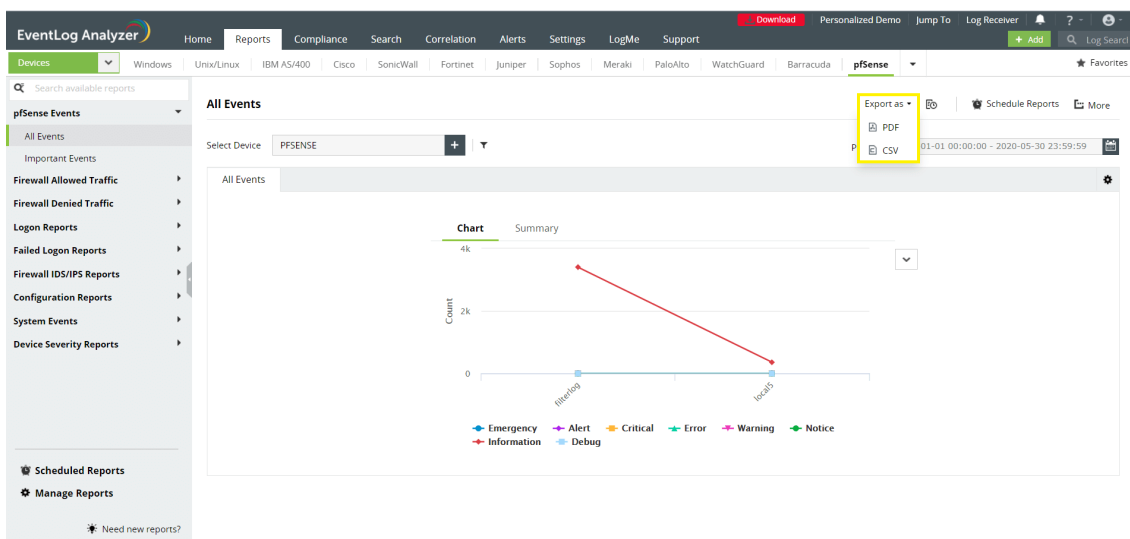 Download Personalized Demo Jump To Log Receiver ?
EventLog Analyzer Home Reports Compliance Search Correlation Alerts Settings LogMe Support + Add Log Search
Devices Windows Unix/Linux IBM AS/400 Cisco SonicWall Fortinet Juniper Sophos Meraki PaloAlto WatchGuard Barracuda pfSense Favorites
Search available reports
pfSense Events
All Events
Important Events
Firewall Allowed Traffic
Firewall Denied Traffic
Logon Reports
Failed Logon Reports
Firewall IDS/IPS Reports
Configuration Reports
System Events
Device Severity Reports
Scheduled Reports
Manage Reports
Need new reports?
All Events
Export as Schedule Reports More
PDF
CSV
Select Device PFSENSE + P 01-01 00:00:00 - 2020-05-30 23:59:59
All Events
Chart Summary
4k
2k
0
Count
filterlog local5
Emergency Alert Critical Error Warning Notice
Information Debug